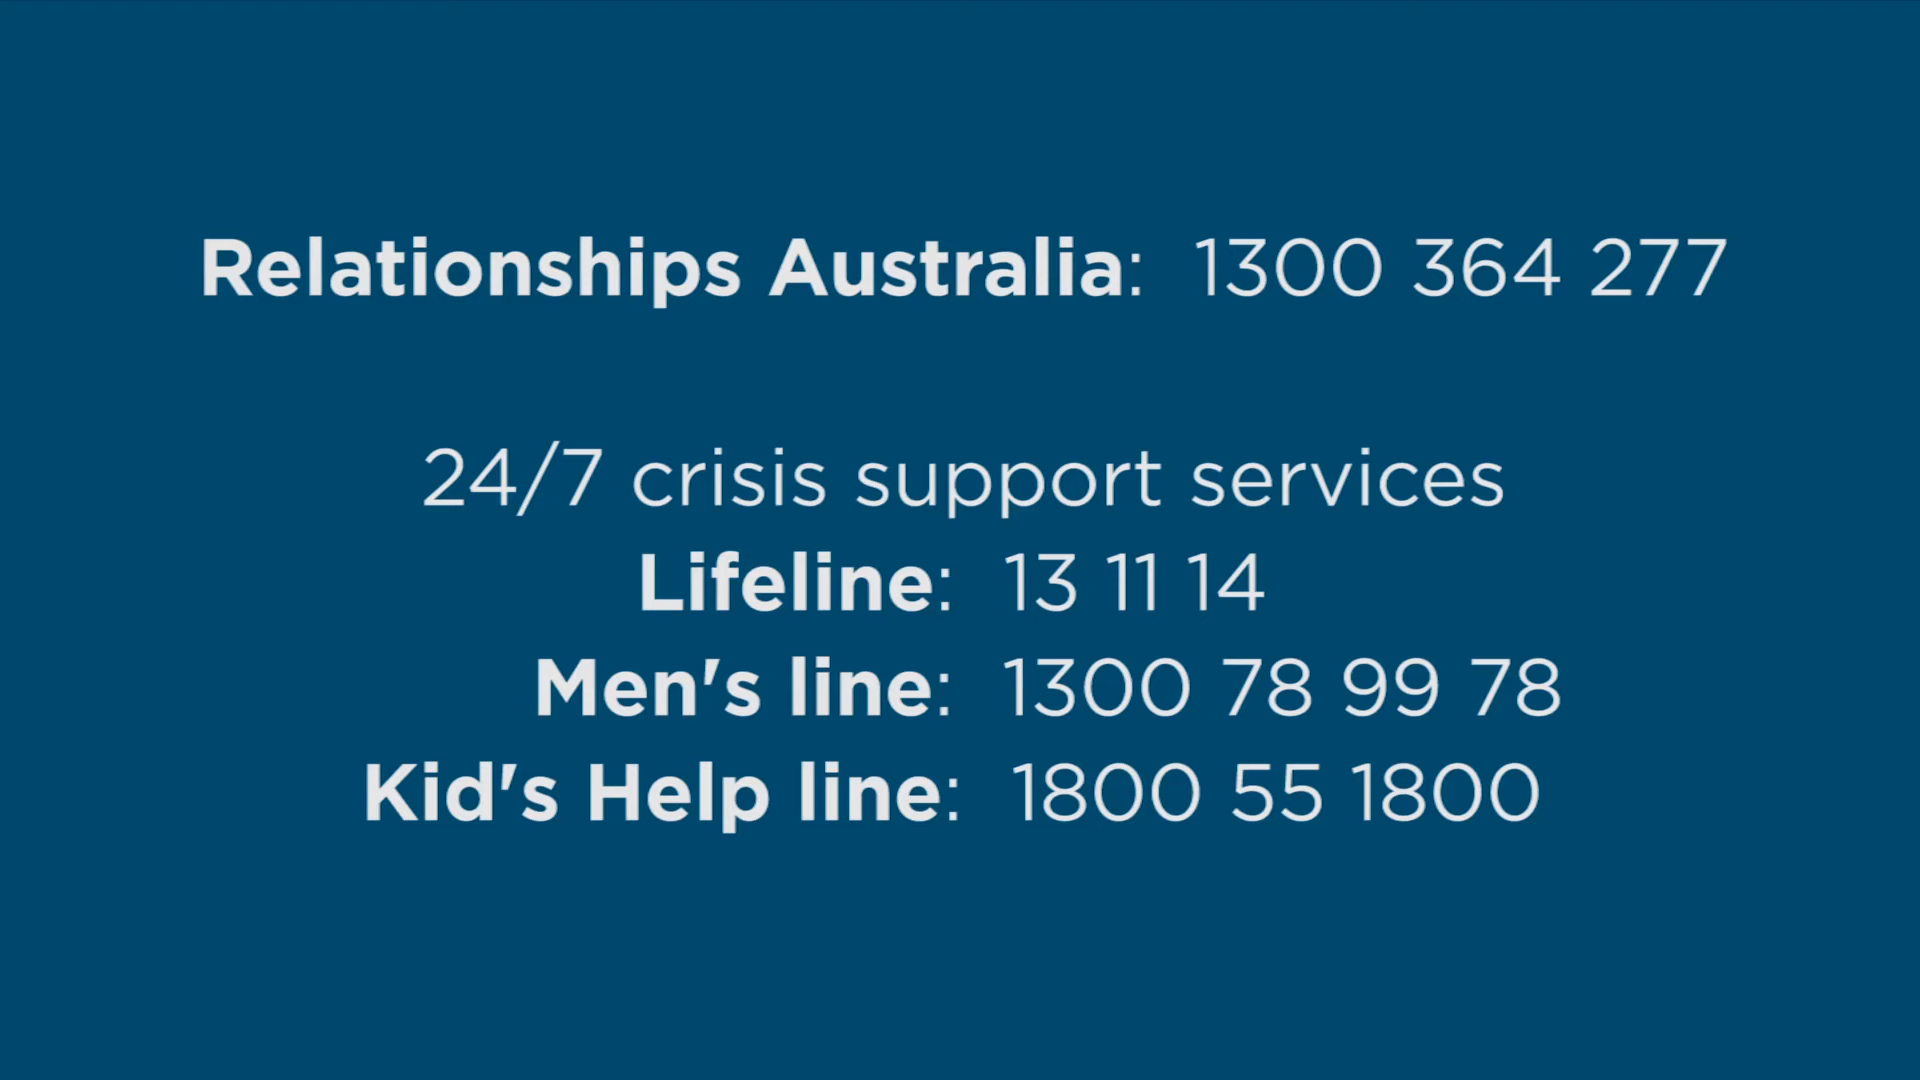 Relationships Australia: 1300 364 277
24/7 crisis support services
Lifeline: 13 11 14
Men's line: 1300 78 99 78
Kid's Help line: 1800 55 1800